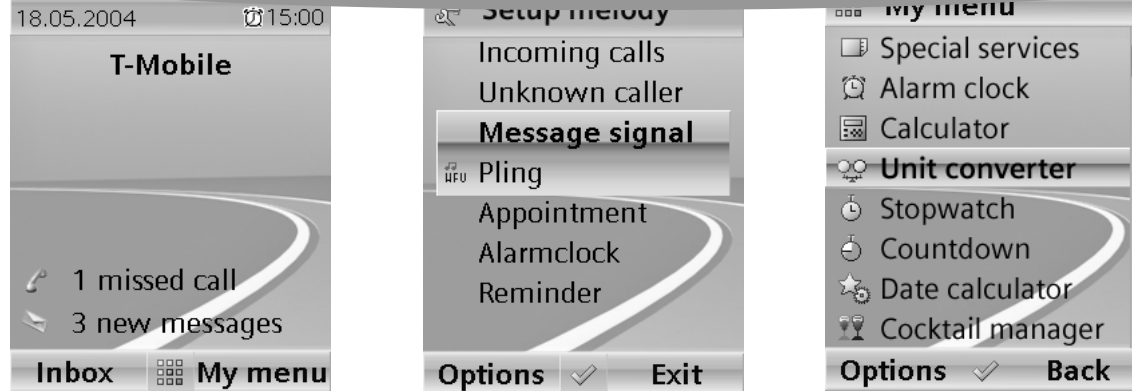 18.05.2004 15:00
T-Mobile
1 missed call
3 new messages
Inbox My menu
Setup melody
Incoming calls
Unknown caller
Message signal
Pling
Appointment
Alarmclock
Reminder
Options Exit
My menu
Special services
Alarm clock
Calculator
Unit converter
Stopwatch
Countdown
Date calculator
Cocktail manager
Options Back